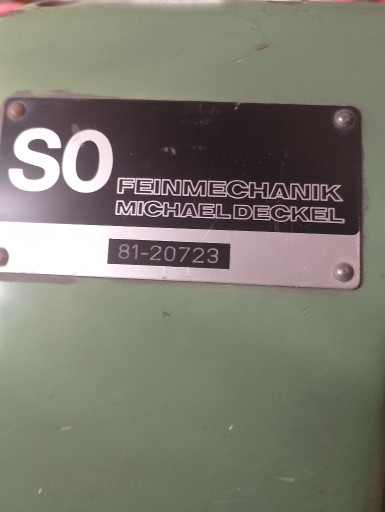 SO
FEINMECHANIK
MICHAEL DECKEL
81-20723